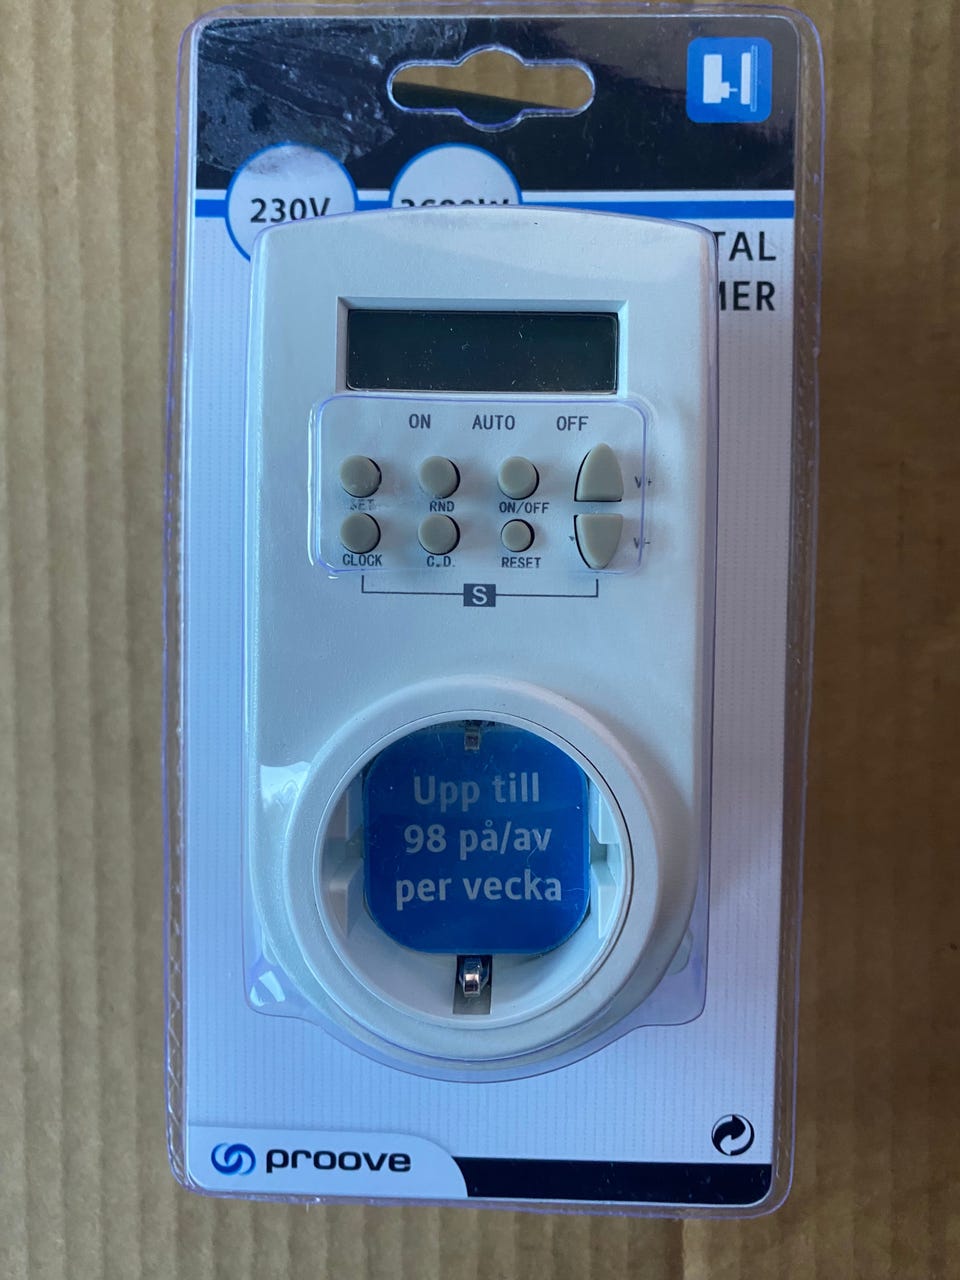 230V
3600W
TAL
MER
ON AUTO OFF
V+
SET RND ON/OFF
V-
CLOCK C.D. RESET
S
Upp till
98 på/av
per vecka
proove